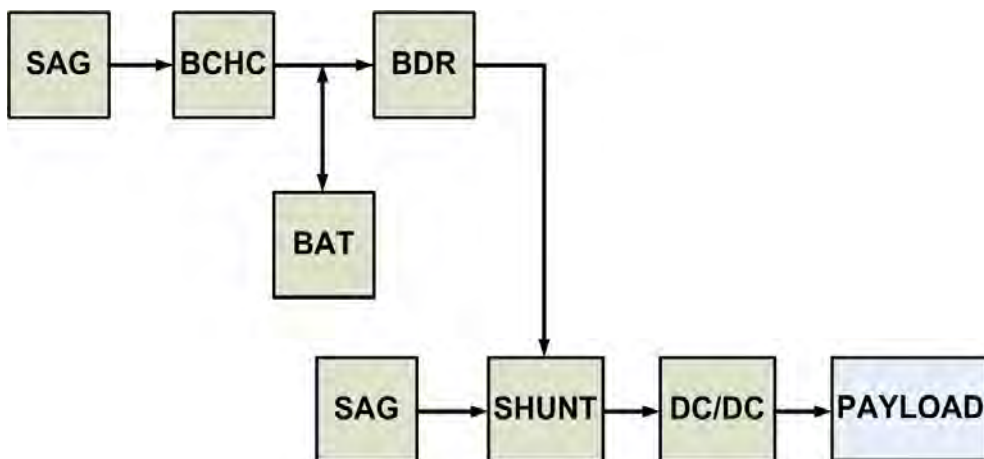 SAG
BCHC
BDR
BAT
SAG
SHUNT
DC/DC
PAYLOAD